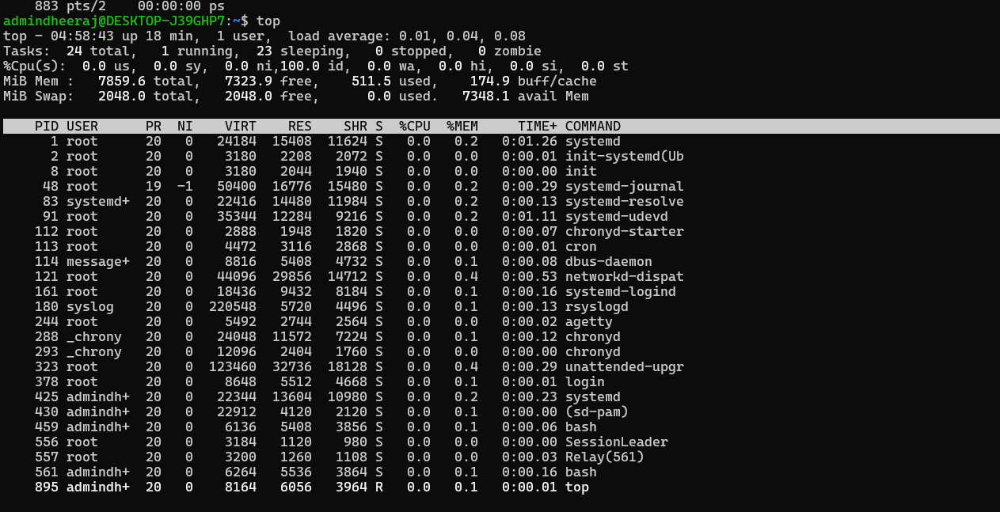 883 pts/2    00:00:00 ps
admindheeraj@DESKTOP-J39GHP7:~$ top
top - 04:58:43 up 18 min,  1 user,  load average: 0.01, 0.04, 0.08
Tasks:  24 total,   1 running,  23 sleeping,   0 stopped,   0 zombie
%Cpu(s):  0.0 us,  0.0 sy,  0.0 ni,100.0 id,  0.0 wa,  0.0 hi,  0.0 si,  0.0 st
MiB Mem :   7859.6 total,   7323.9 free,    511.5 used,    174.9 buff/cache
MiB Swap:   2048.0 total,   2048.0 free,      0.0 used.   7348.1 avail Mem

    PID USER      PR  NI    VIRT    RES    SHR S  %CPU  %MEM     TIME+ COMMAND
      1 root      20   0   24184  15408  11624 S   0.0   0.2   0:01.26 systemd
      2 root      20   0    3180   2208   2072 S   0.0   0.0   0:00.01 init-systemd(Ub
      8 root      20   0    3180   2044   1940 S   0.0   0.0   0:00.00 init
     48 root      19  -1   50400  16776  15480 S   0.0   0.2   0:00.29 systemd-journal
     83 systemd+  20   0   22416  14480  11984 S   0.0   0.2   0:00.13 systemd-resolve
     91 root      20   0   35344  12284   9216 S   0.0   0.2   0:01.11 systemd-udevd
    112 root      20   0    2888   1948   1820 S   0.0   0.0   0:00.07 chronyd-starter
    113 root      20   0    4472   3116   2868 S   0.0   0.0   0:00.01 cron
    114 message+  20   0    8816   5408   4732 S   0.0   0.1   0:00.08 dbus-daemon
    121 root      20   0   44096  29856  14712 S   0.0   0.4   0:00.53 networkd-dispat
    161 root      20   0   18436   9432   8184 S   0.0   0.1   0:00.16 systemd-logind
    180 syslog    20   0  220548   5720   4496 S   0.0   0.1   0:00.13 rsyslogd
    244 root      20   0    5492   2744   2564 S   0.0   0.0   0:00.02 agetty
    288 _chrony   20   0   24048  11572   7224 S   0.0   0.1   0:00.12 chronyd
    293 _chrony   20   0   12096   2404   1760 S   0.0   0.0   0:00.00 chronyd
    323 root      20   0  123460  32736  18128 S   0.0   0.4   0:00.29 unattended-upgr
    378 root      20   0    8648   5512   4668 S   0.0   0.1   0:00.01 login
    425 admindh+  20   0   22344  13604  10980 S   0.0   0.2   0:00.23 systemd
    430 admindh+  20   0   22912   4120   2120 S   0.0   0.1   0:00.00 (sd-pam)
    459 admindh+  20   0    6136   5408   3856 S   0.0   0.1   0:00.06 bash
    556 root      20   0    3184   1120    980 S   0.0   0.0   0:00.00 SessionLeader
    557 root      20   0    3200   1260   1108 S   0.0   0.0   0:00.03 Relay(561)
    561 admindh+  20   0    6264   5536   3864 S   0.0   0.1   0:00.16 bash
    895 admindh+  20   0    8164   6056   3964 R   0.0   0.1   0:00.01 top